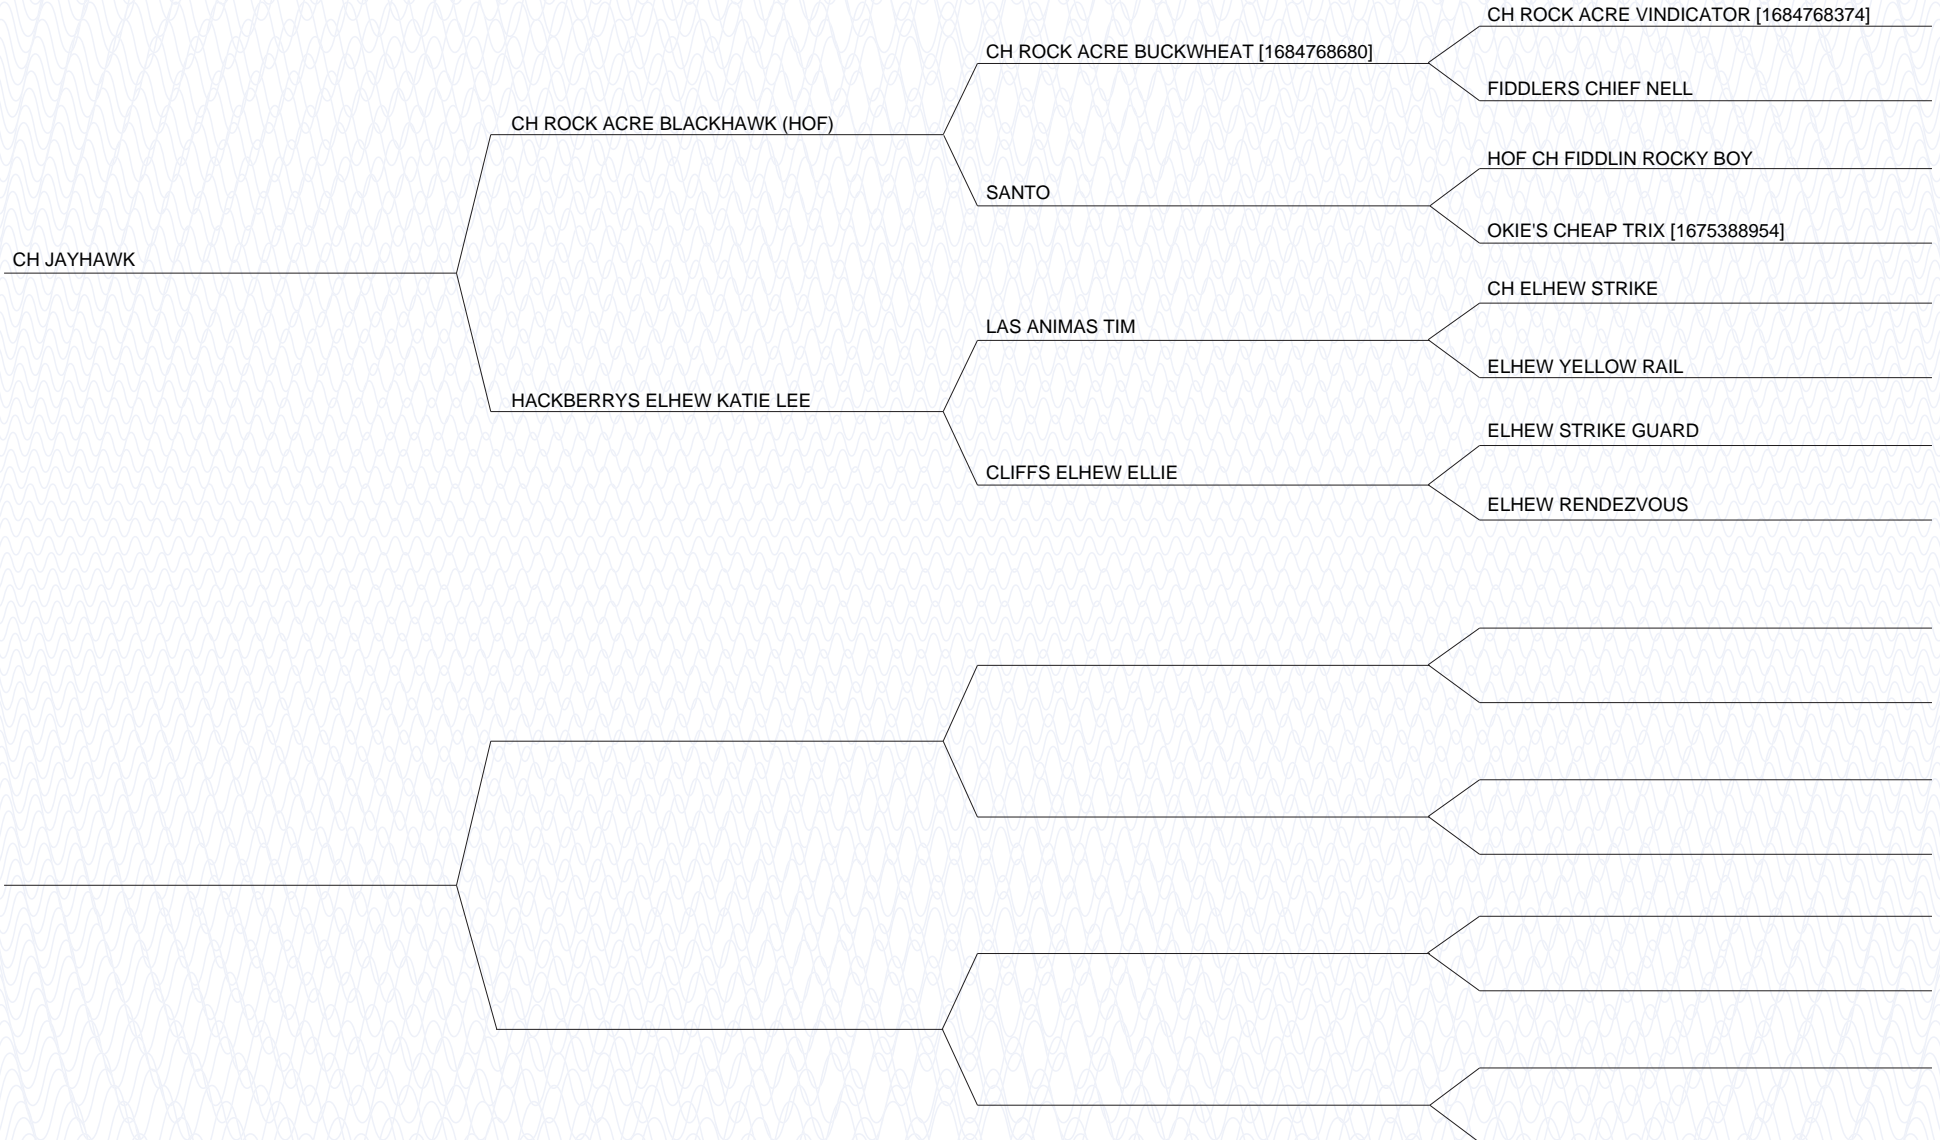 CH ROCK ACRE VINDICATOR [1684768374]
CH ROCK ACRE BUCKWHEAT [1684768680]
FIDDLERS CHIEF NELL
CH ROCK ACRE BLACKHAWK (HOF)
HOF CH FIDDLIN ROCKY BOY
SANTO
OKIE'S CHEAP TRIX [1675388954]
CH JAYHAWK
CH ELHEW STRIKE
LAS ANIMAS TIM
ELHEW YELLOW RAIL
HACKBERRYS ELHEW KATIE LEE
ELHEW STRIKE GUARD
CLIFFS ELHEW ELLIE
ELHEW RENDEZVOUS